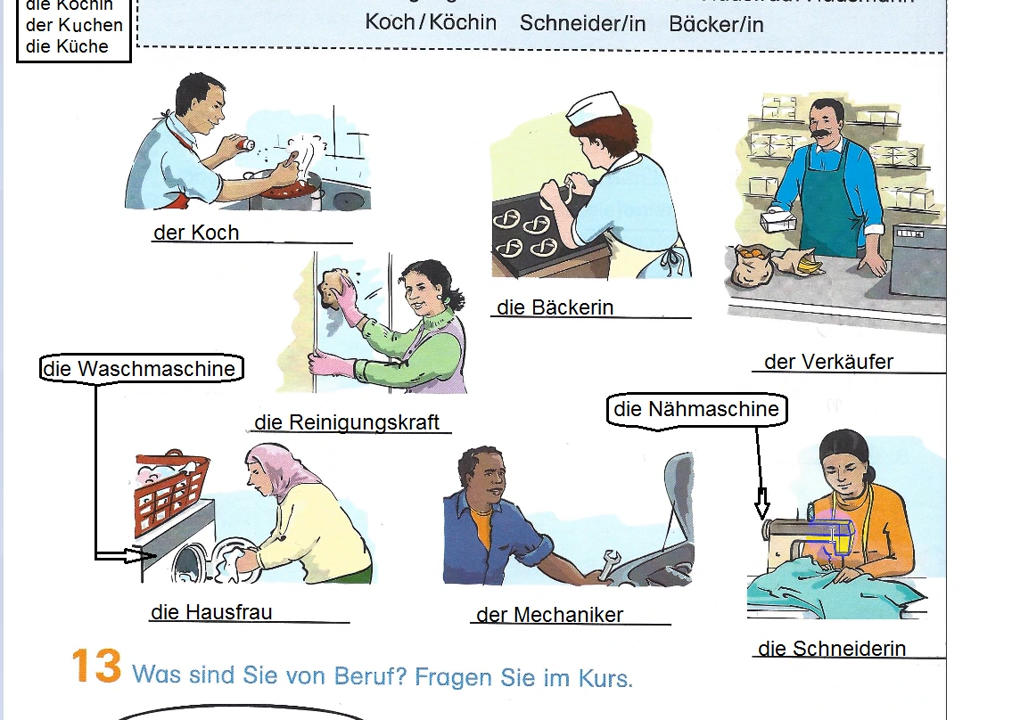 die Köchin
der Kuchen
die Küche
Hausfrau/Hausmann
Koch/Köchin Schneider/in Bäcker/in
der Koch
die Bäckerin
der Verkäufer
die Waschmaschine
die Reinigungskraft
die Nähmaschine
die Hausfrau
der Mechaniker
die Schneiderin
13 Was sind Sie von Beruf? Fragen Sie im Kurs.